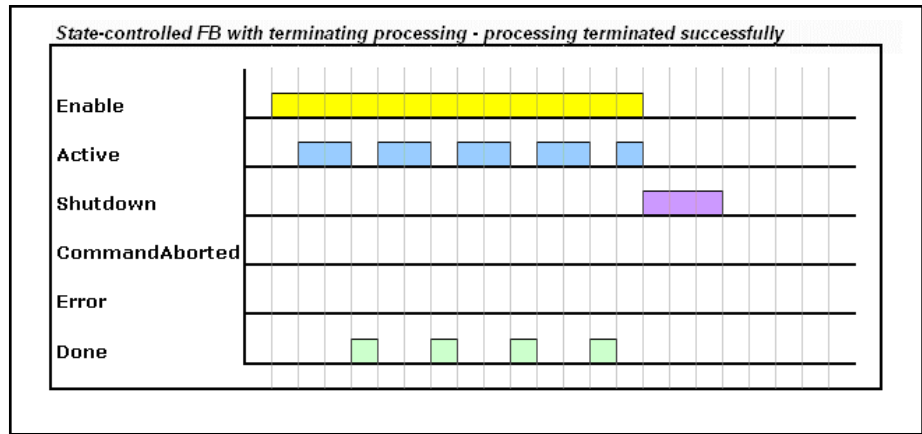 State-controlled FB with terminating processing - processing terminated successfully
Enable
Active
Shutdown
CommandAborted
Error
Done